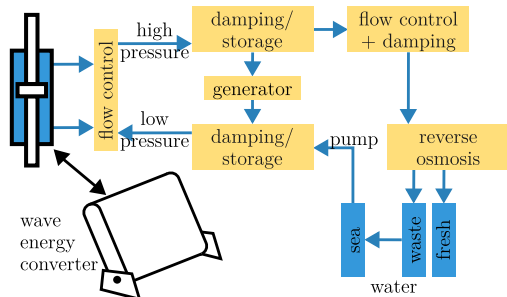 high
pressure
damping/
storage
flow control
+ damping
flow control
generator
low
pressure
damping/
storage
pump
reverse
osmosis
wave
energy
converter
sea
waste
fresh
water